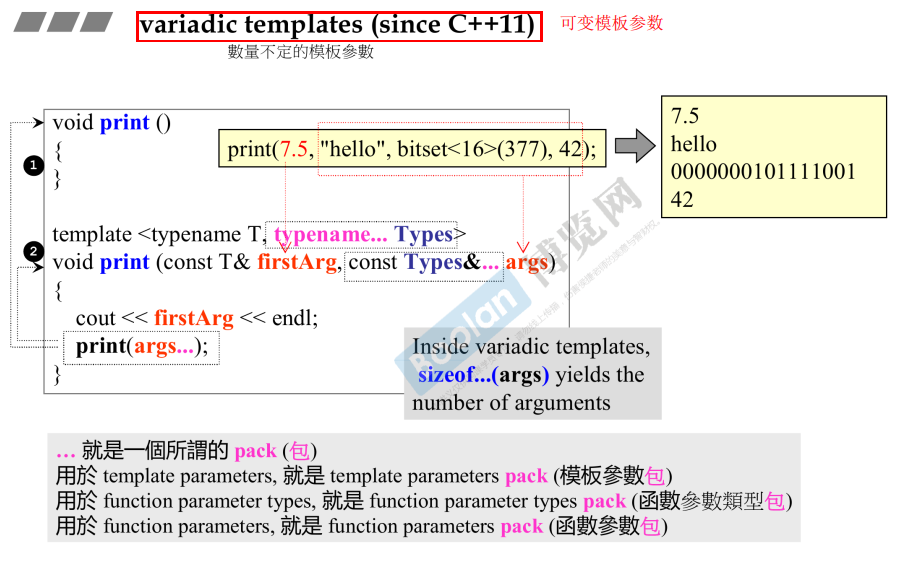 variadic templates (since C++11)
可变模板参数
數量不定的模板參數
void print ()
{
}
❶
print(7.5, "hello", bitset<16>(377), 42);
7.5
hello
0000000101111001
42
❷
template <typename T, typename... Types>
void print (const T& firstArg, const Types&... args)
{
cout << firstArg << endl;
print(args...);
}
Boolan
博览网
Inside variadic templates,
sizeof...(args) yields the
number of arguments
... 就是一個所謂的 pack (包)
用於 template parameters, 就是 template parameters pack (模板參數包)
用於 function parameter types, 就是 function parameter types pack (函數參數類型包)
用於 function parameters, 就是 function parameters pack (函數參數包)